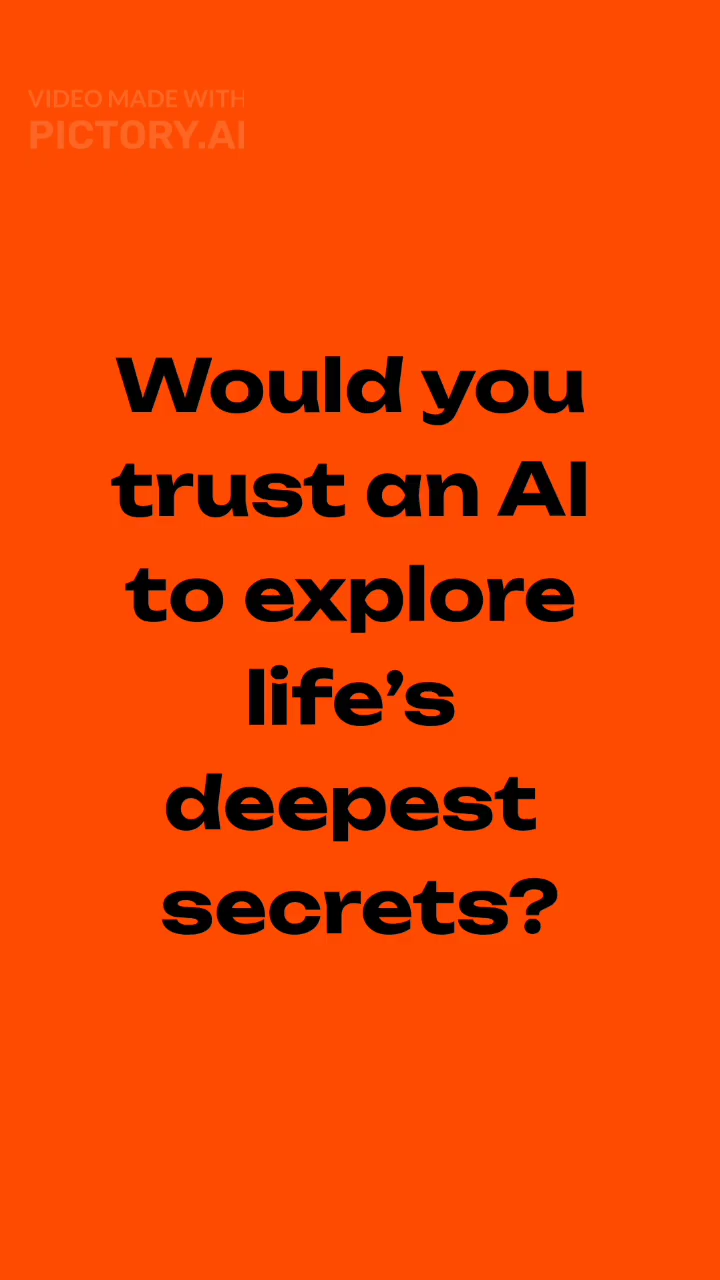 VIDEO MADE WITH
PICTORY.AI
Would you
trust an AI
to explore
life’s
deepest
secrets?